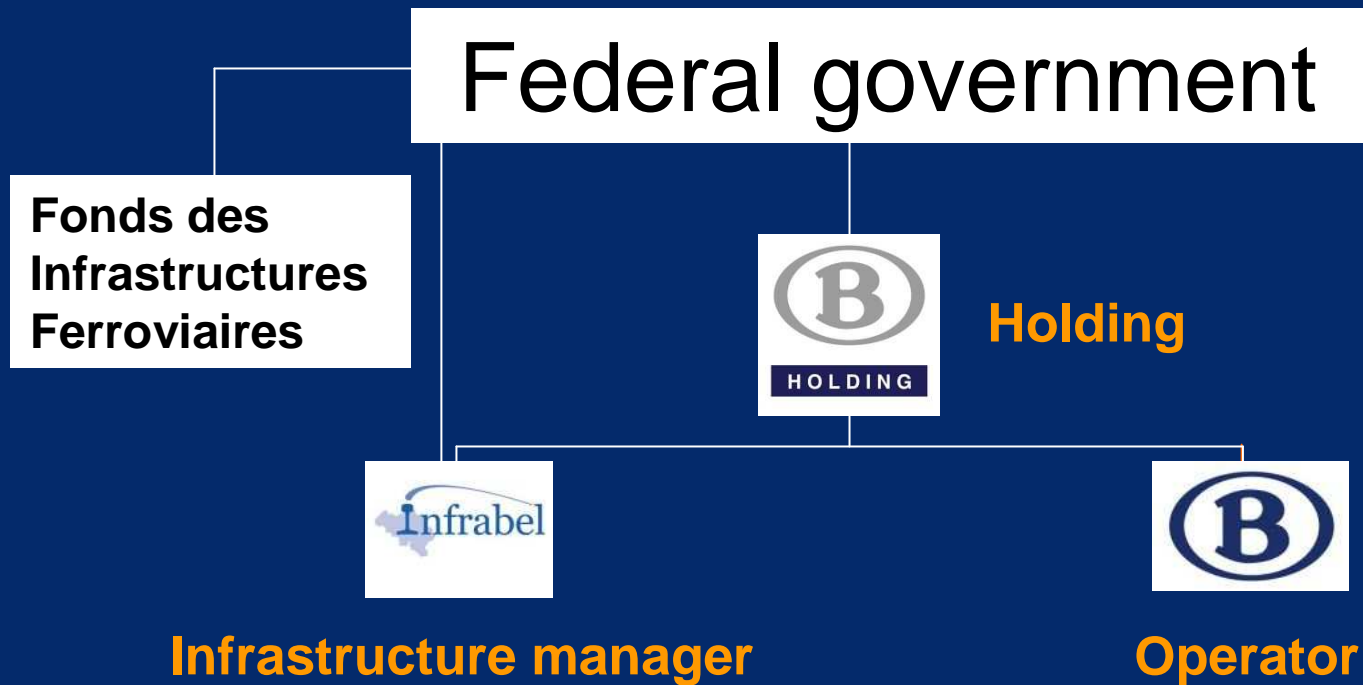 Federal government
Fonds des
Infrastructures
Ferroviaires
B
HOLDING
Holding
Infrabel
B
Infrastructure manager
Operator